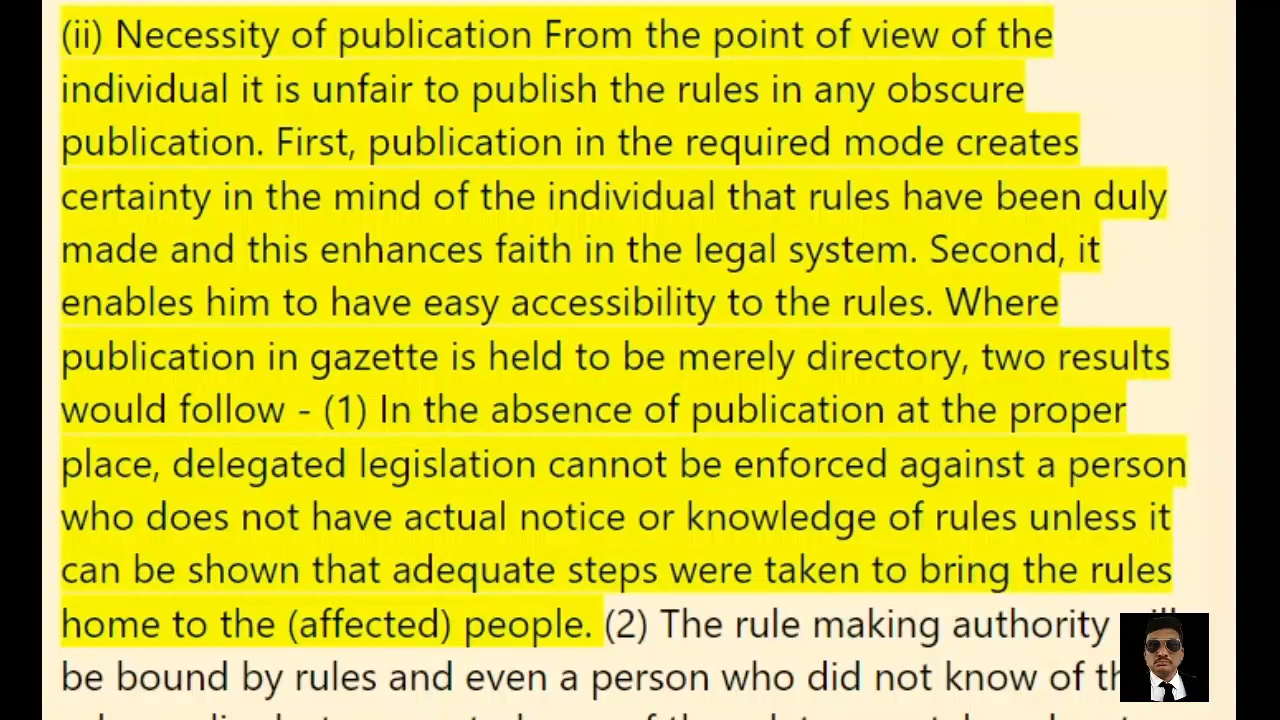 (ii) Necessity of publication From the point of view of the
individual it is unfair to publish the rules in any obscure
publication. First, publication in the required mode creates
certainty in the mind of the individual that rules have been duly
made and this enhances faith in the legal system. Second, it
enables him to have easy accessibility to the rules. Where
publication in gazette is held to be merely directory, two results
would follow - (1) In the absence of publication at the proper
place, delegated legislation cannot be enforced against a person
who does not have actual notice or knowledge of rules unless it
can be shown that adequate steps were taken to bring the rules
home to the (affected) people. (2) The rule making authority
be bound by rules and even a person who did not know of